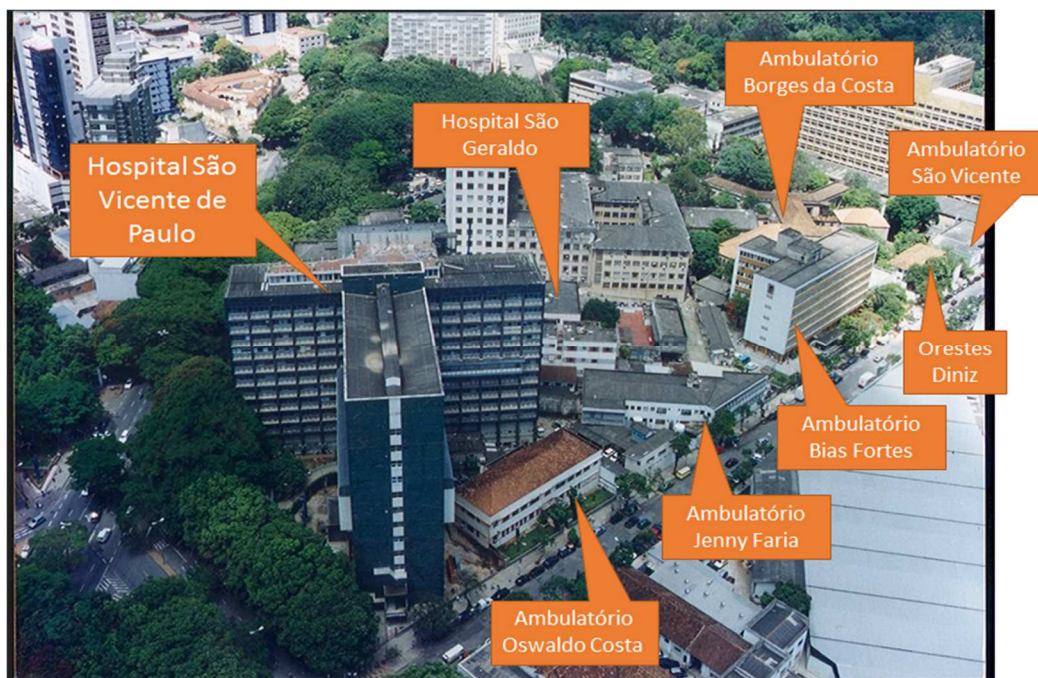 Ambulatório
Borges da Costa
Hospital São
Geraldo
Ambulatório
São Vicente
Hospital São
Vicente de
Paulo
Orestes
Diniz
Ambulatório
Bias Fortes
Ambulatório
Jenny Faria
Ambulatório
Oswaldo Costa